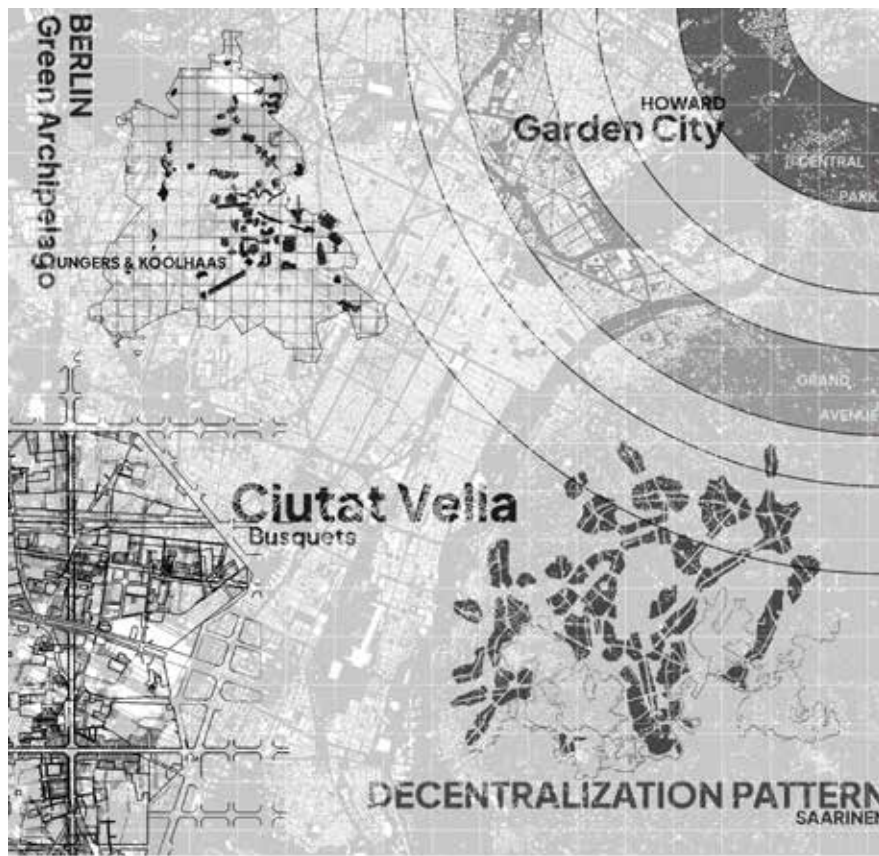 BERLIN
Green Archipelago
UNGERS & KOOLHAAS
HOWARD
Garden City
CENTRAL
PARK
GRAND
AVENUE
Ciutat Vella
Busquets
DECENTRALIZATION PATTERN
SAARINEN